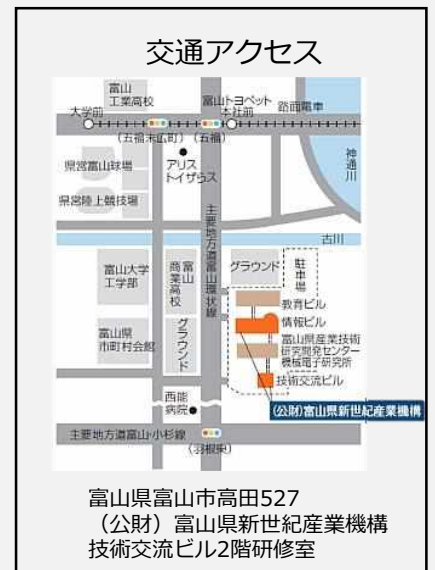 交通アクセス
富山
工業高校
大学前
富山トヨペット
本社前
路面電車
(五福末広町)
(五福)
神通川
県営富山球場
アリス
トイザらス
県営陸上競技場
主要地方道富山環状線
古川
富山大学
工学部
富山
商業高校
グラウンド
駐車場
教育ビル
情報ビル
富山県
市町村会館
グラウンド
富山県産業技術
研究開発センター
機械電子研究所
技術交流ビル
西能
病院
(公財)富山県新世紀産業機構
主要地方道富山・小杉線
(羽根東)
富山県富山市高田527
(公財)富山県新世紀産業機構
技術交流ビル2階研修室